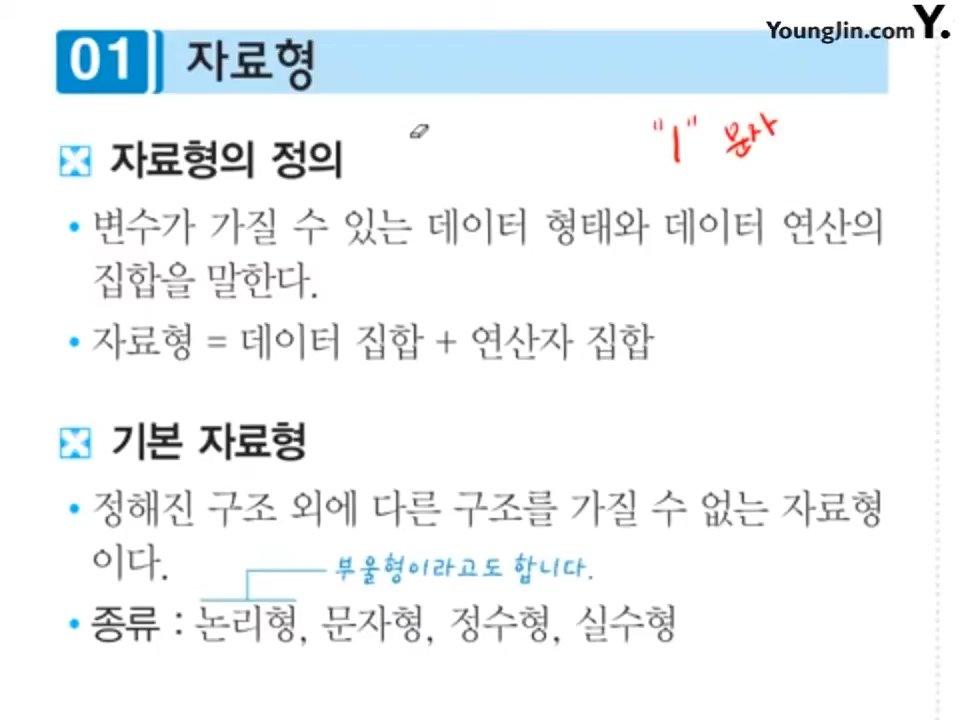 YoungJin.com Y.
01 자료형
"1" 문자
자료형의 정의
• 변수가 가질 수 있는 데이터 형태와 데이터 연산의
집합을 말한다.
• 자료형 = 데이터 집합 + 연산자 집합
기본 자료형
• 정해진 구조 외에 다른 구조를 가질 수 없는 자료형
이다.
부울형이라고도 합니다.
• 종류 : 논리형, 문자형, 정수형, 실수형